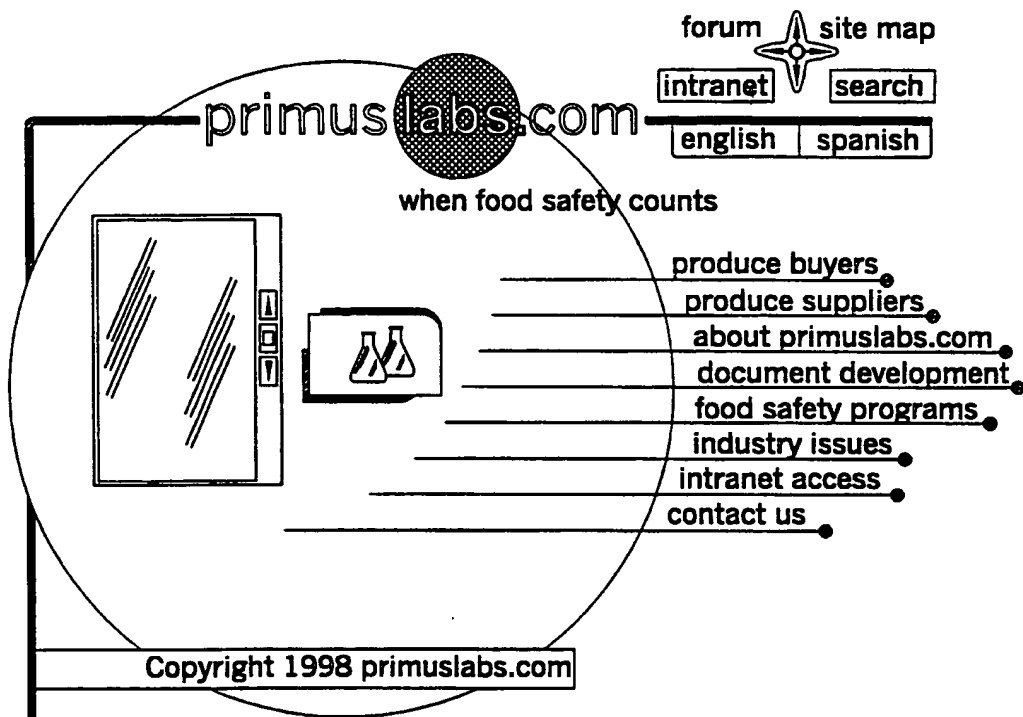 forum site map
intranet search
primuslabs.com
english spanish
when food safety counts
produce buyers
produce suppliers
about primuslabs.com
document development
food safety programs
industry issues
intranet access
contact us
Copyright 1998 primuslabs.com